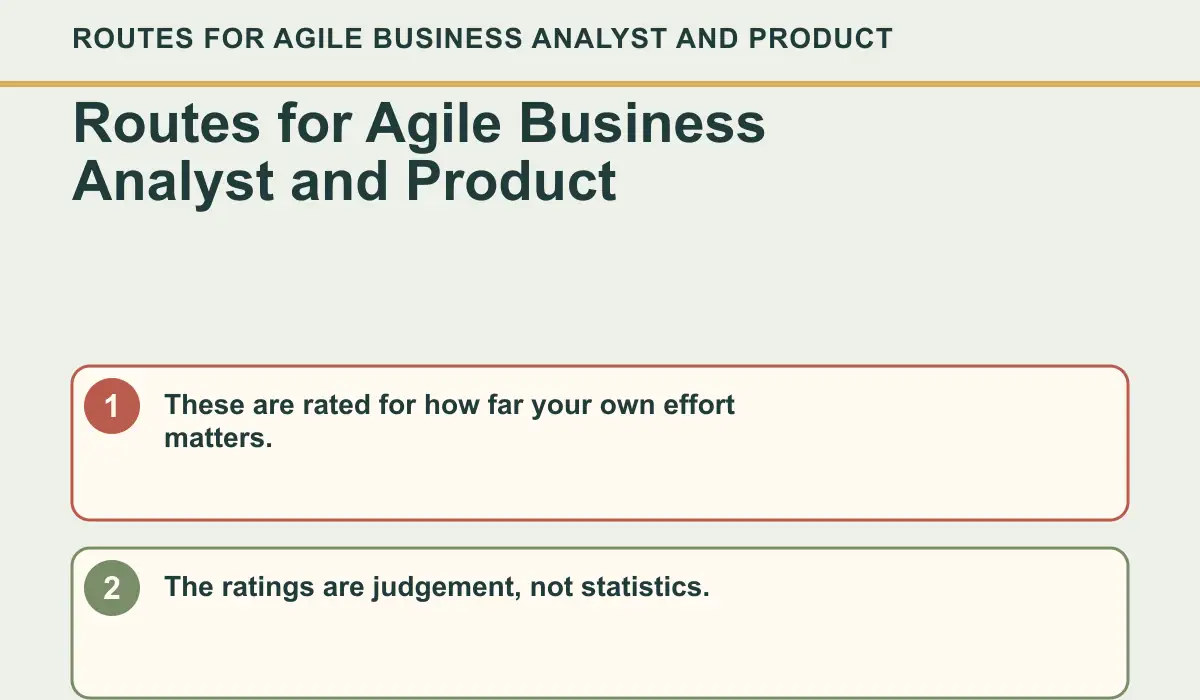 ROUTES FOR AGILE BUSINESS ANALYST AND PRODUCT
Routes for Agile Business
Analyst and Product
1
These are rated for how far your own effort
matters.
2
The ratings are judgement, not statistics.